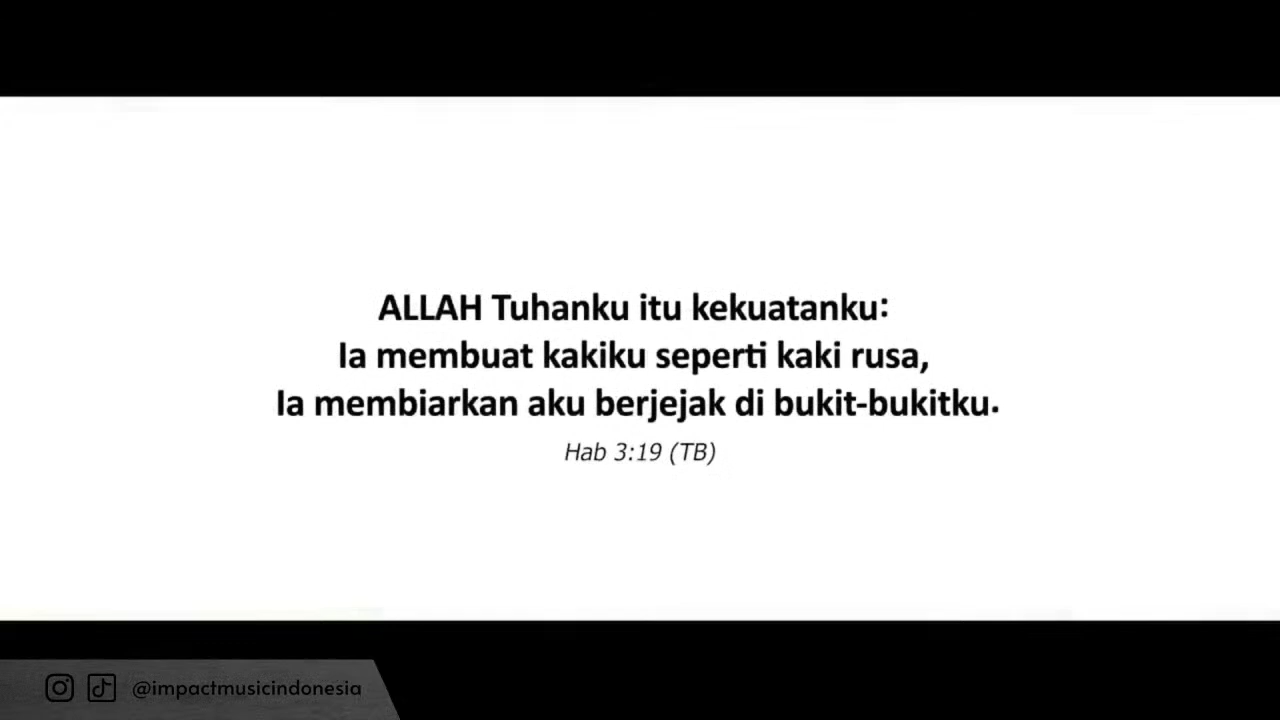 ALLAH Tuhanku itu kekuatanku:
Ia membuat kakiku seperti kaki rusa,
Ia membiarkan aku berjejak di bukit-bukitku.
Hab 3:19 (TB)
@impactmusicindonesia